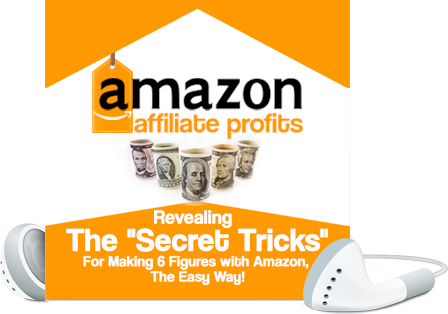 amazon
affiliate profits
Revealing
The "Secret Tricks"
For Making 6 Figures with Amazon,
The Easy Way!